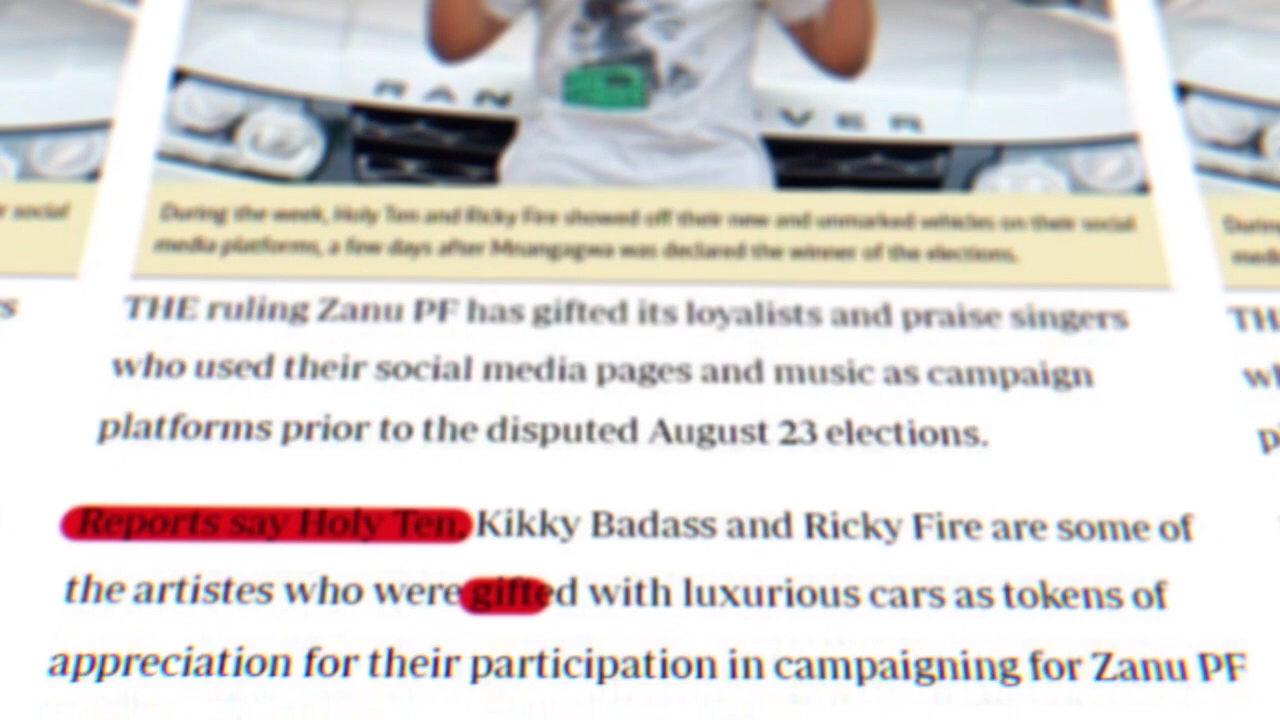 RAN VER
r social
During the week, Holy Ten and Ricky Fire showed off their new and unmarked vehicles on their social
media platforms, a few days after Mnangagwa was declared the winner of the elections.
THE ruling Zanu PF has gifted its loyalists and praise singers
who used their social media pages and music as campaign
platforms prior to the disputed August 23 elections.
Reports say Holy Ten, Kikky Badass and Ricky Fire are some of
the artistes who were gifted with luxurious cars as tokens of
appreciation for their participation in campaigning for Zanu PF